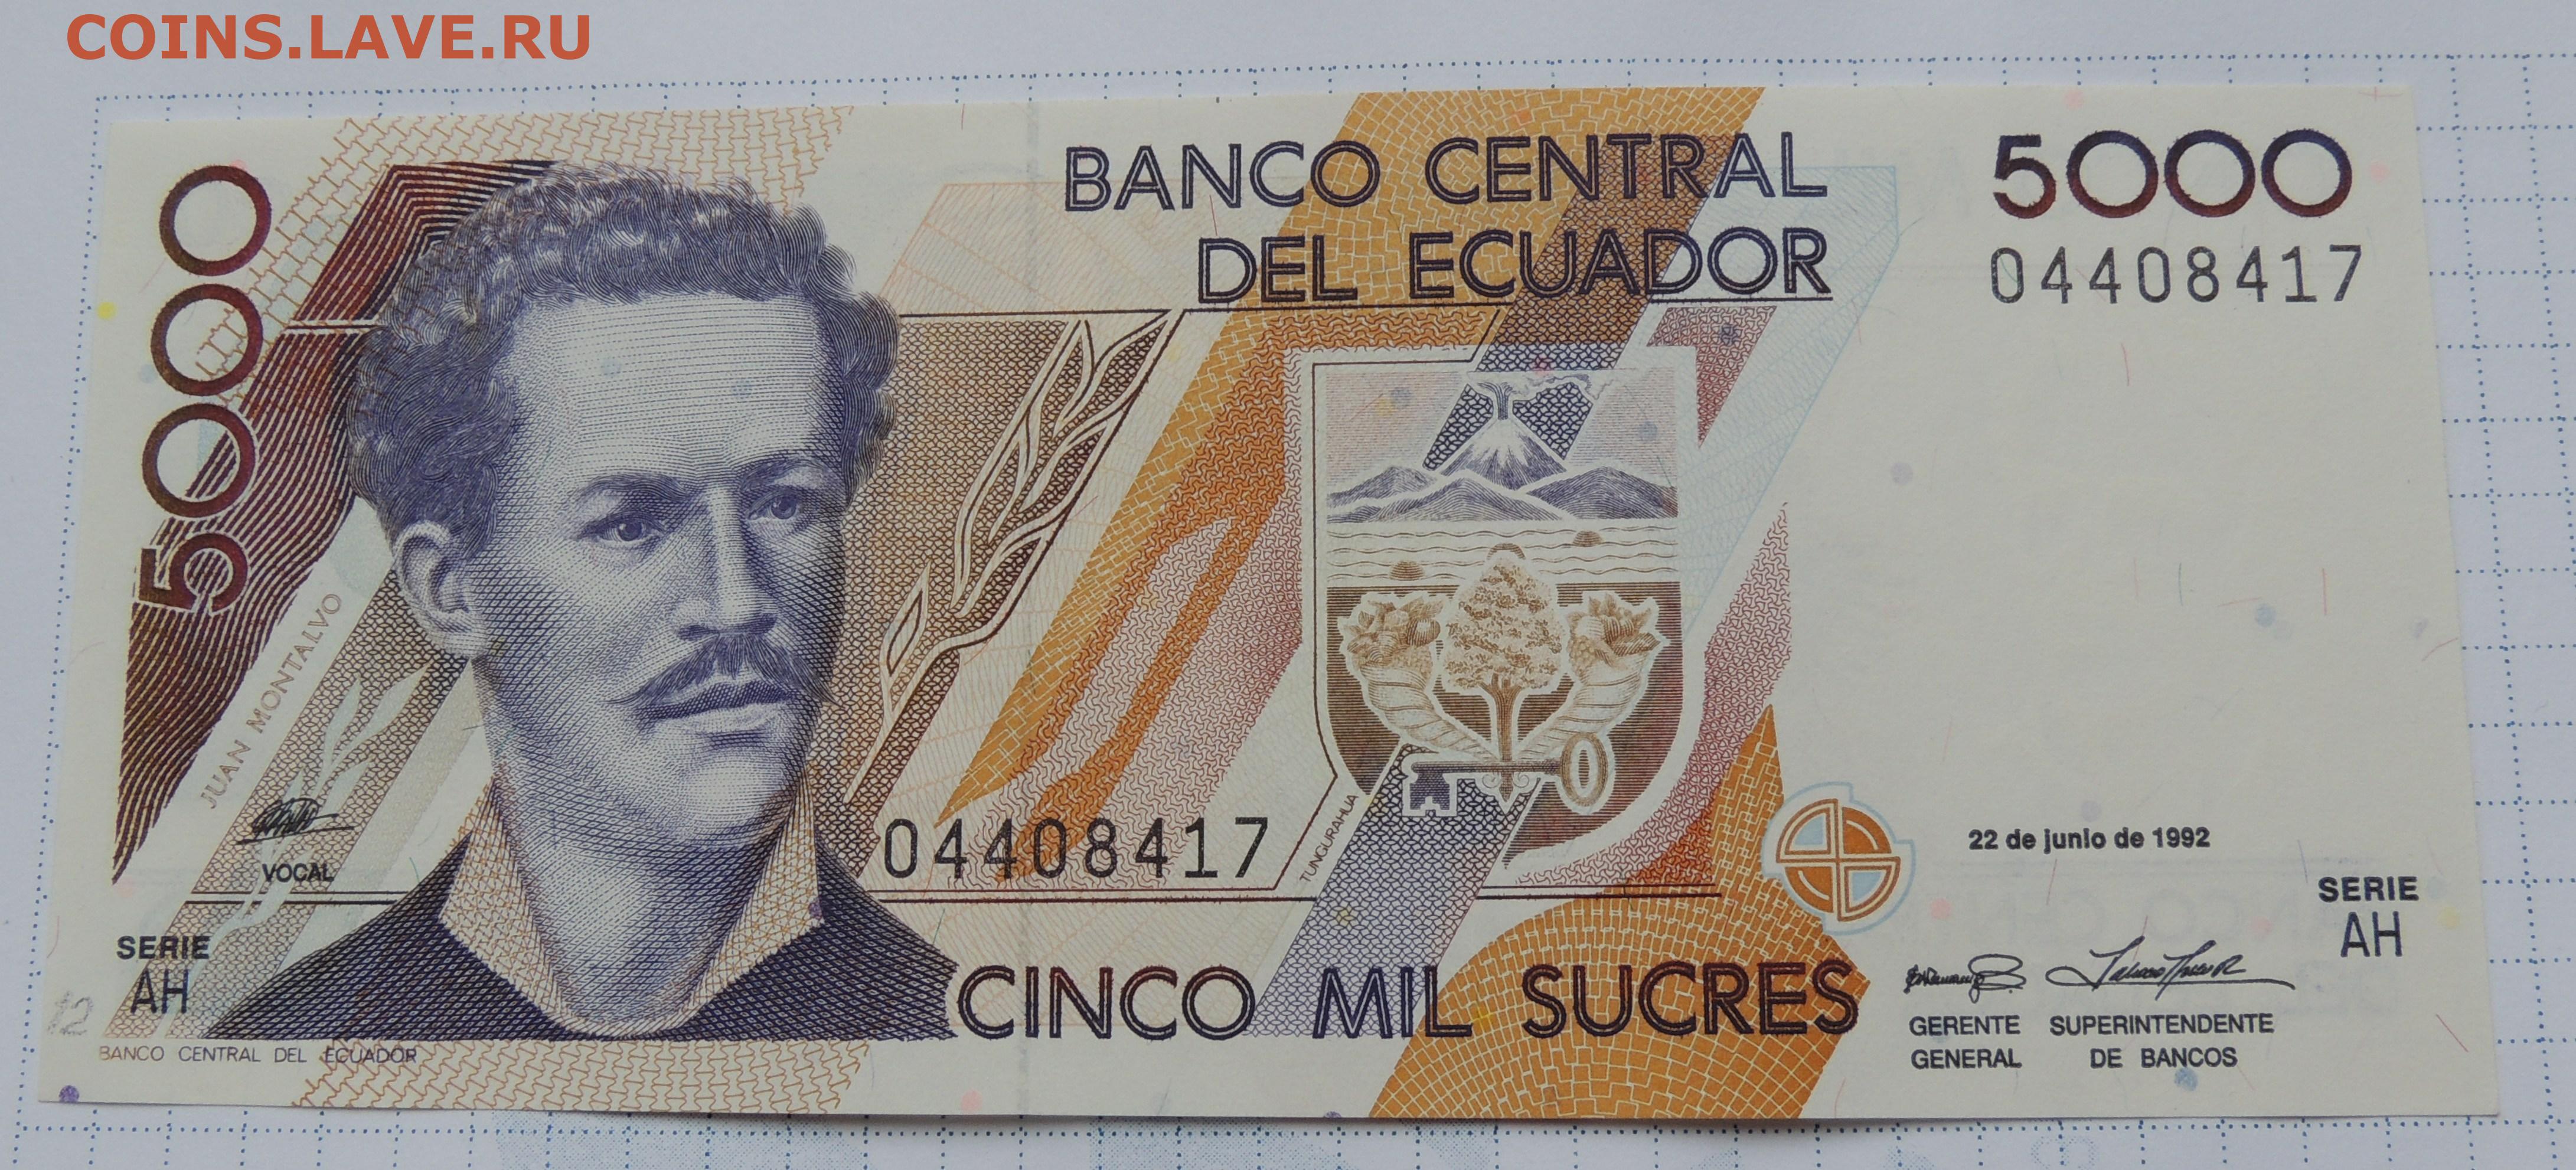 COINS.LAVE.RU
5000
BANCO CENTRAL
DEL ECUADOR
5000
04408417
JUAN MONTALVO
VOCAL
04408417
TUNGURAHUA
22 de junio de 1992
SERIE
AH
SERIE
AH
12
CINCO MIL SUCRES
GERENTE
GENERAL
SUPERINTENDENTE
DE BANCOS
BANCO CENTRAL DEL ECUADOR